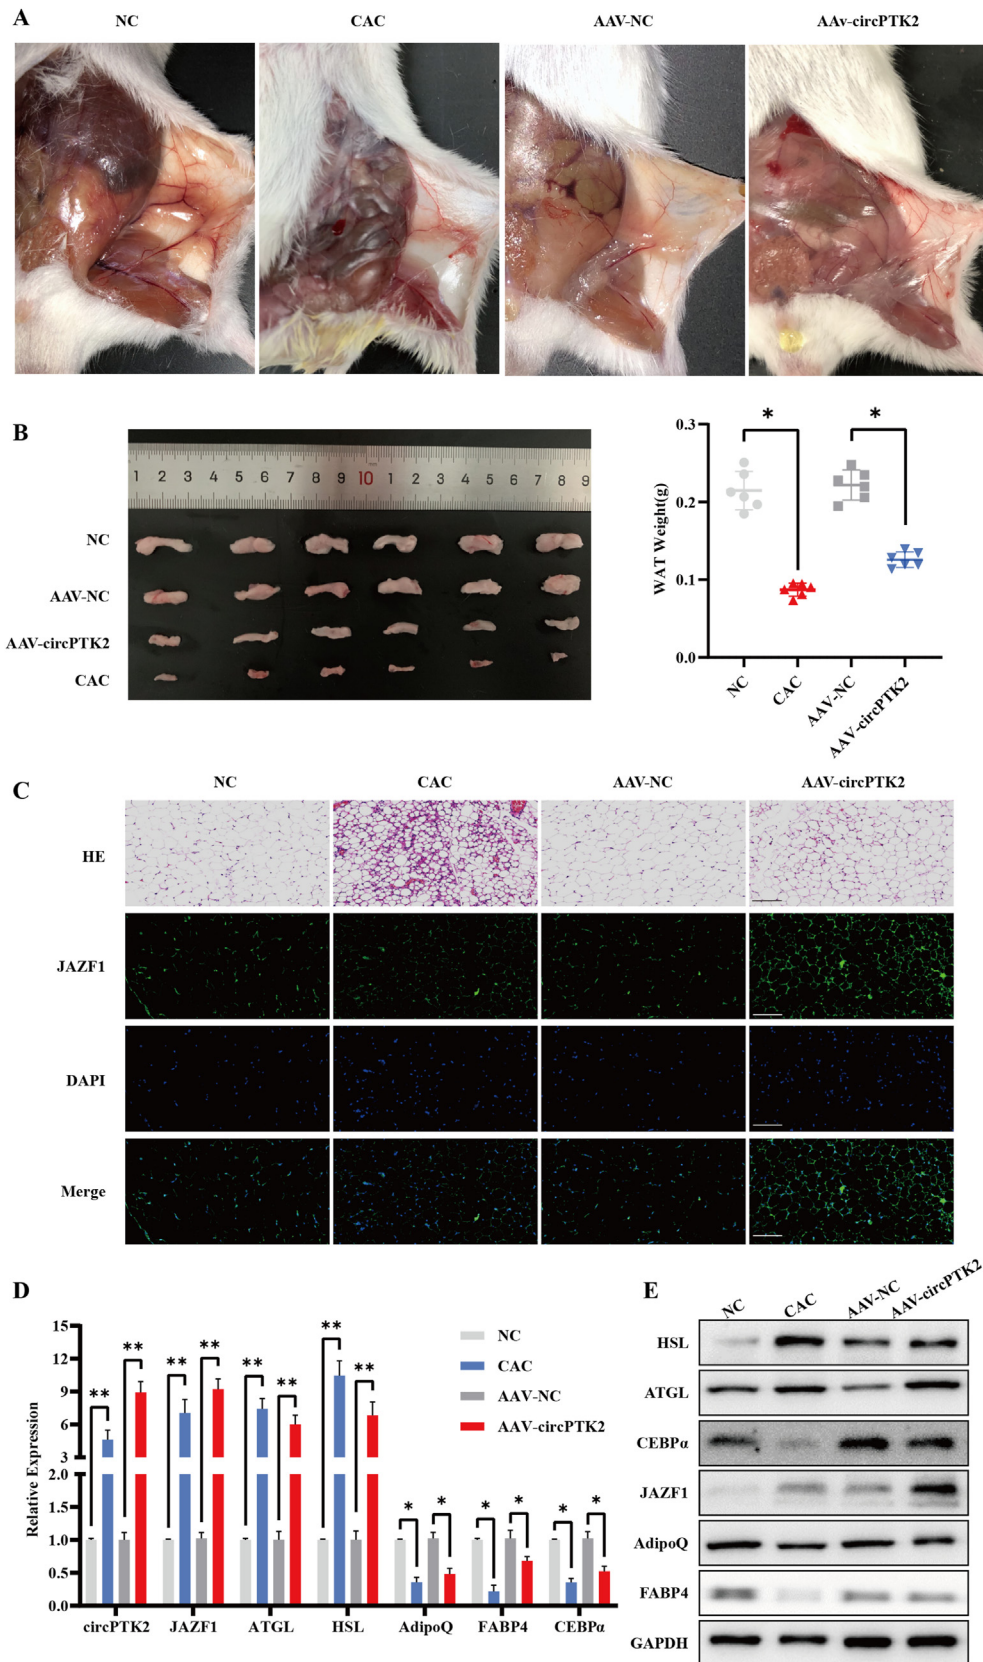 A
NC CAC AAV-NC AAv-circPTK2
B
1 2 3 4 5 6 7 8 9 10 1 2 3 4 5 6 7 8 9
NC
AAV-NC
AAV-circPTK2
CAC
WAT Weight(g)
0.3
0.2
0.1
0.0
* *
NC CAC AAV-NC AAV-circPTK2
C
NC CAC AAV-NC AAV-circPTK2
HE
JAZF1
DAPI
Merge
D
Relative Expression
15
12
9
6
3
2.0
1.5
1.0
0.5
0.0
** ** ** ** ** ** ** ** * * * * * *
NC
CAC
AAV-NC
AAV-circPTK2
circPTK2 JAZF1 ATGL HSL AdipoQ FABP4 CEBPα
E
NC CAC AAV-NC AAV-circPTK2
HSL
ATGL
CEBPα
JAZF1
AdipoQ
FABP4
GAPDH